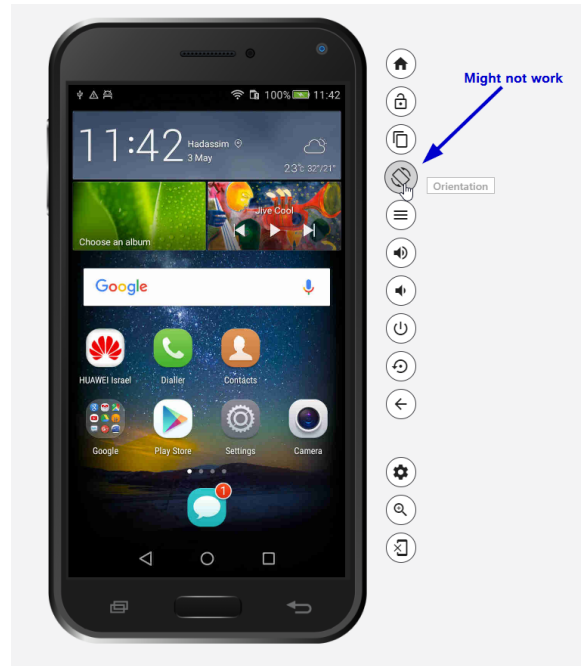 Might not work
100% 11:42
11:42 Hadassim
3 May
23°c 32°/21°
Jive Cool
Choose an album
Orientation
Google
HUAWEI Israel Dialler Contacts
Google Play Store Settings Camera
1